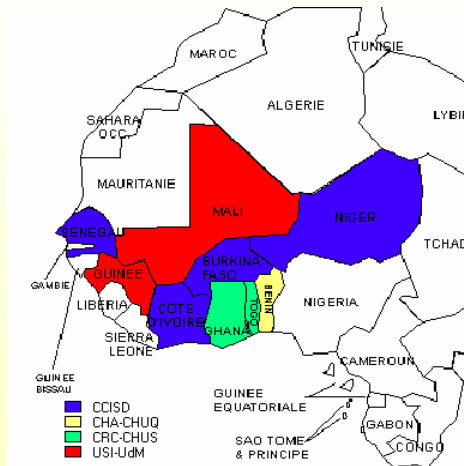 TUNISIE
MAROC
ALGERIE
LYBIE
SAHARA
OCC.
MAURITANIE
MALI
NIGER
SENEGAL
TCHAD
BURKINA
FASO
GAMBIE
GUINEE
BENIN
LIBERIA
COTE
D'IVOIRE
TOGO
NIGERIA
GHANA
SIERRA
LEONE
CAMEROUN
GUINEE
BISSAU
GUINEE
EQUATORIALE
GABON
CONGO
SAO TOME
& PRINCIPE
CCISD
CHA-CHUQ
CRC-CHUS
USI-UdM